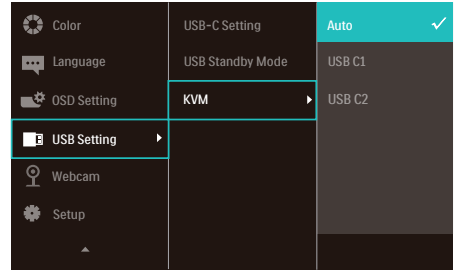 Color
Language
OSD Setting
USB Setting
Webcam
Setup
USB-C Setting
USB Standby Mode
KVM
Auto
USB C1
USB C2